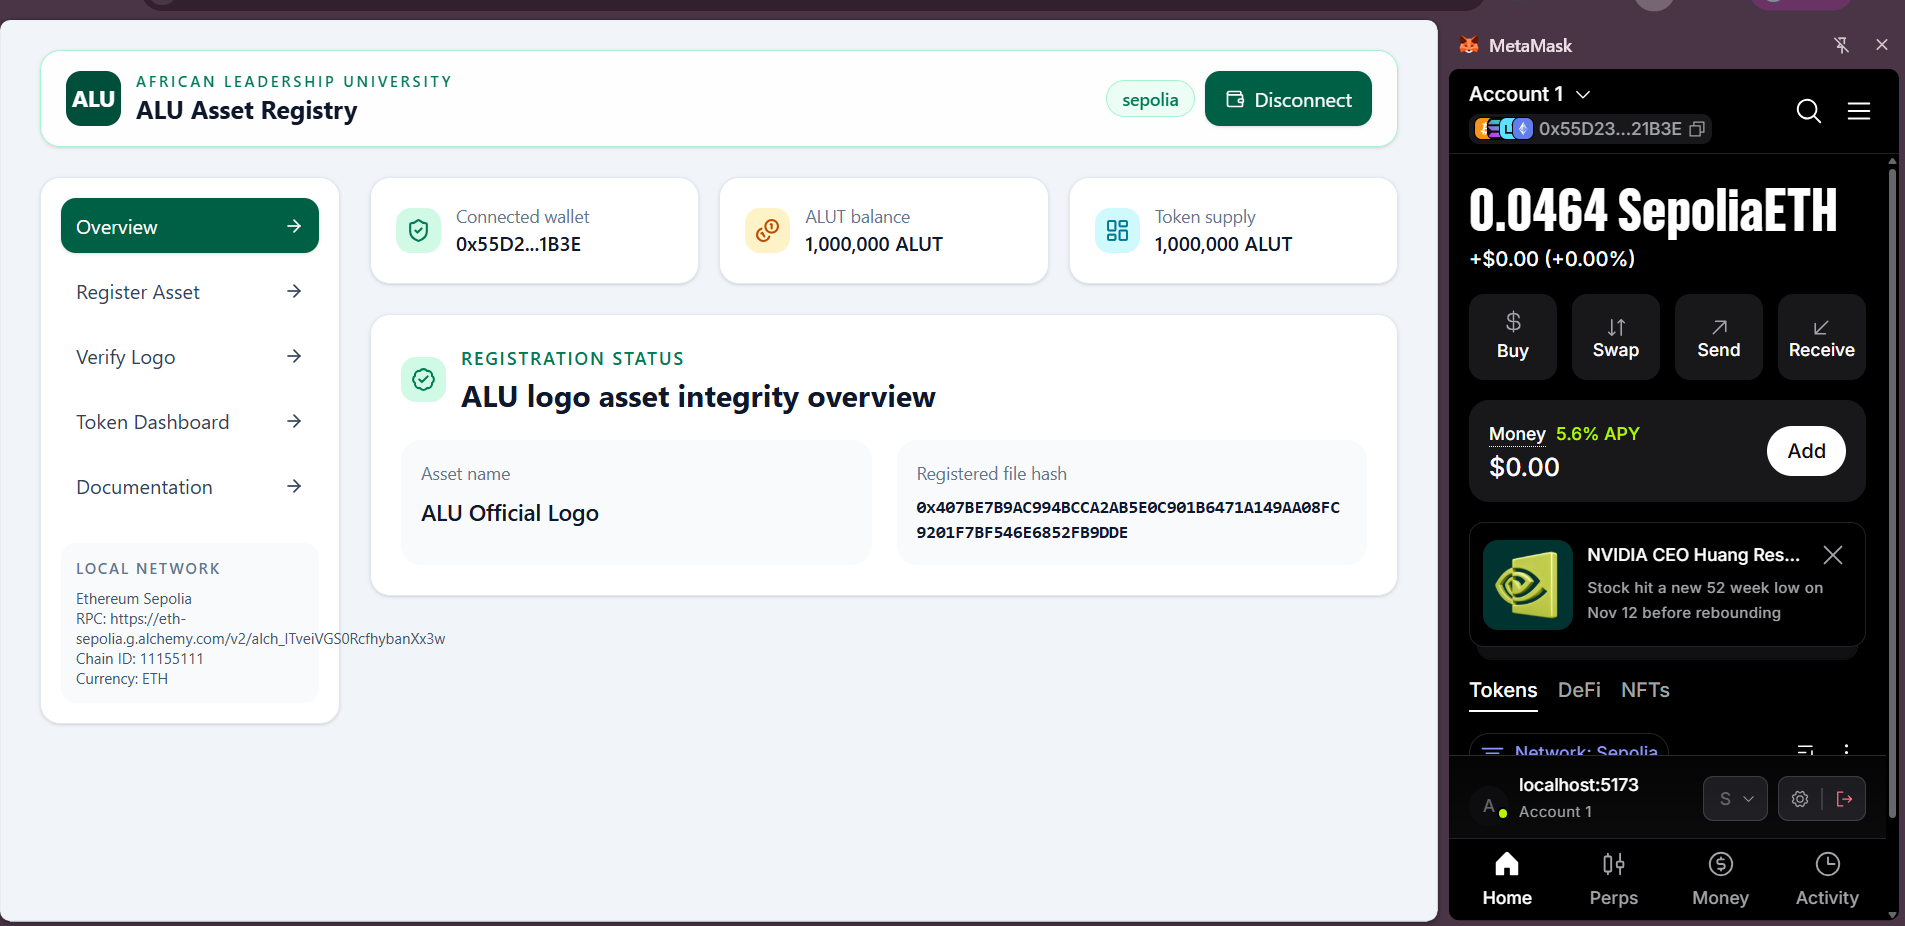 ALU
AFRICAN LEADERSHIP UNIVERSITY
ALU Asset Registry
sepolia
Disconnect
Overview
Register Asset
Verify Logo
Token Dashboard
Documentation
LOCAL NETWORK
Ethereum Sepolia
RPC: https://eth-
sepolia.g.alchemy.com/v2/alch_ITveiVGS0RcfhybanXx3w
Chain ID: 11155111
Currency: ETH
Connected wallet
0x55D2...1B3E
ALUT balance
1,000,000 ALUT
Token supply
1,000,000 ALUT
REGISTRATION STATUS
ALU logo asset integrity overview
Asset name
ALU Official Logo
Registered file hash
0x407BE7B9AC994BCCA2AB5E0C901B6471A149AA08FC
9201F7BF546E6852FB9DDE
MetaMask
Account 1
0x55D23...21B3E
0.0464 SepoliaETH
+$0.00 (+0.00%)
Buy
Swap
Send
Receive
Money 5.6% APY
$0.00
Add
NVIDIA CEO Huang Res...
Stock hit a new 52 week low on
Nov 12 before rebounding
Tokens
DeFi
NFTs
Network: Sepolia
A
localhost:5173
Account 1
S
Home
Perps
Money
Activity